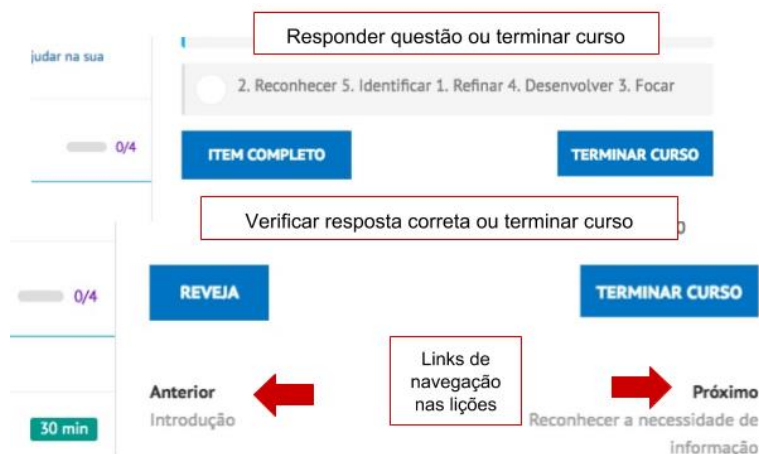 Responder questão ou terminar curso
judar na sua
2. Reconhecer 5. Identificar 1. Refinar 4. Desenvolver 3. Focar
0/4
ITEM COMPLETO
TERMINAR CURSO
Verificar resposta correta ou terminar curso
0/4
REVEJA
TERMINAR CURSO
Links de
navegação
nas lições
Anterior
Próximo
Introdução
Reconhecer a necessidade de
informação
30 min